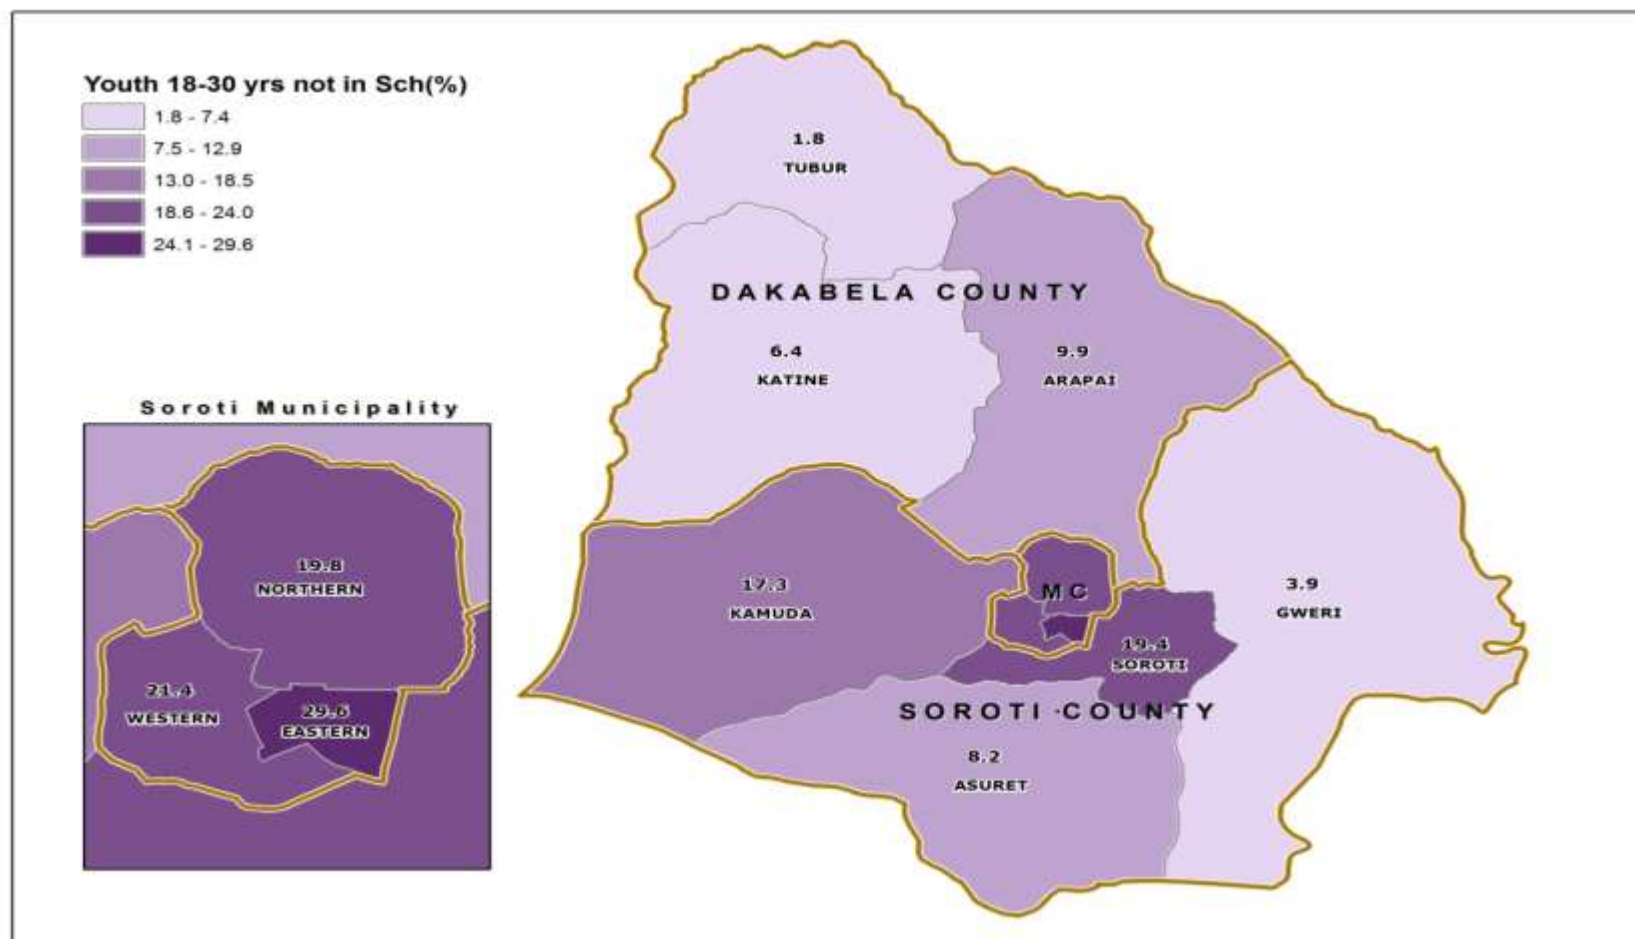 Youth 18-30 yrs not in Sch(%)
1.8 - 7.4
7.5 - 12.9
13.0 - 18.5
18.6 - 24.0
24.1 - 29.6
1.8
TUBUR
DAKABELA COUNTY
6.4
KATINE
9.9
ARAPAI
Soroti Municipality
19.8
NORTHERN
21.4
WESTERN
29.6
EASTERN
17.3
KAMUDA
MC
3.9
GWERI
19.4
SOROTI
SOROTI COUNTY
8.2
ASURET